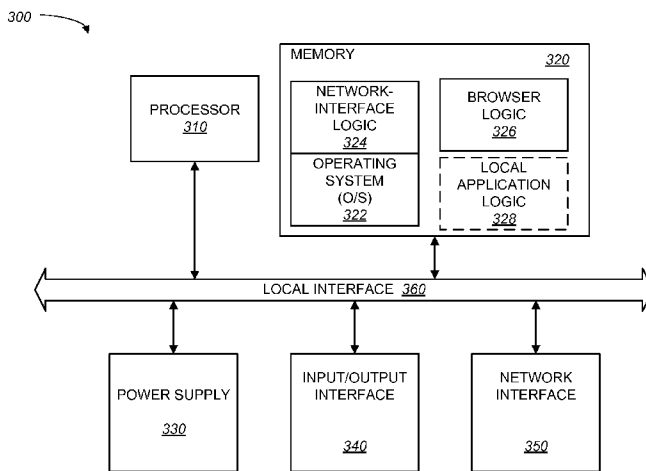 300
MEMORY
320
PROCESSOR
310
NETWORK-
INTERFACE
LOGIC
324
OPERATING
SYSTEM
(O/S)
322
BROWSER
LOGIC
326
LOCAL
APPLICATION
LOGIC
328
LOCAL INTERFACE 360
POWER SUPPLY
330
INPUT/OUTPUT
INTERFACE
340
NETWORK
INTERFACE
350